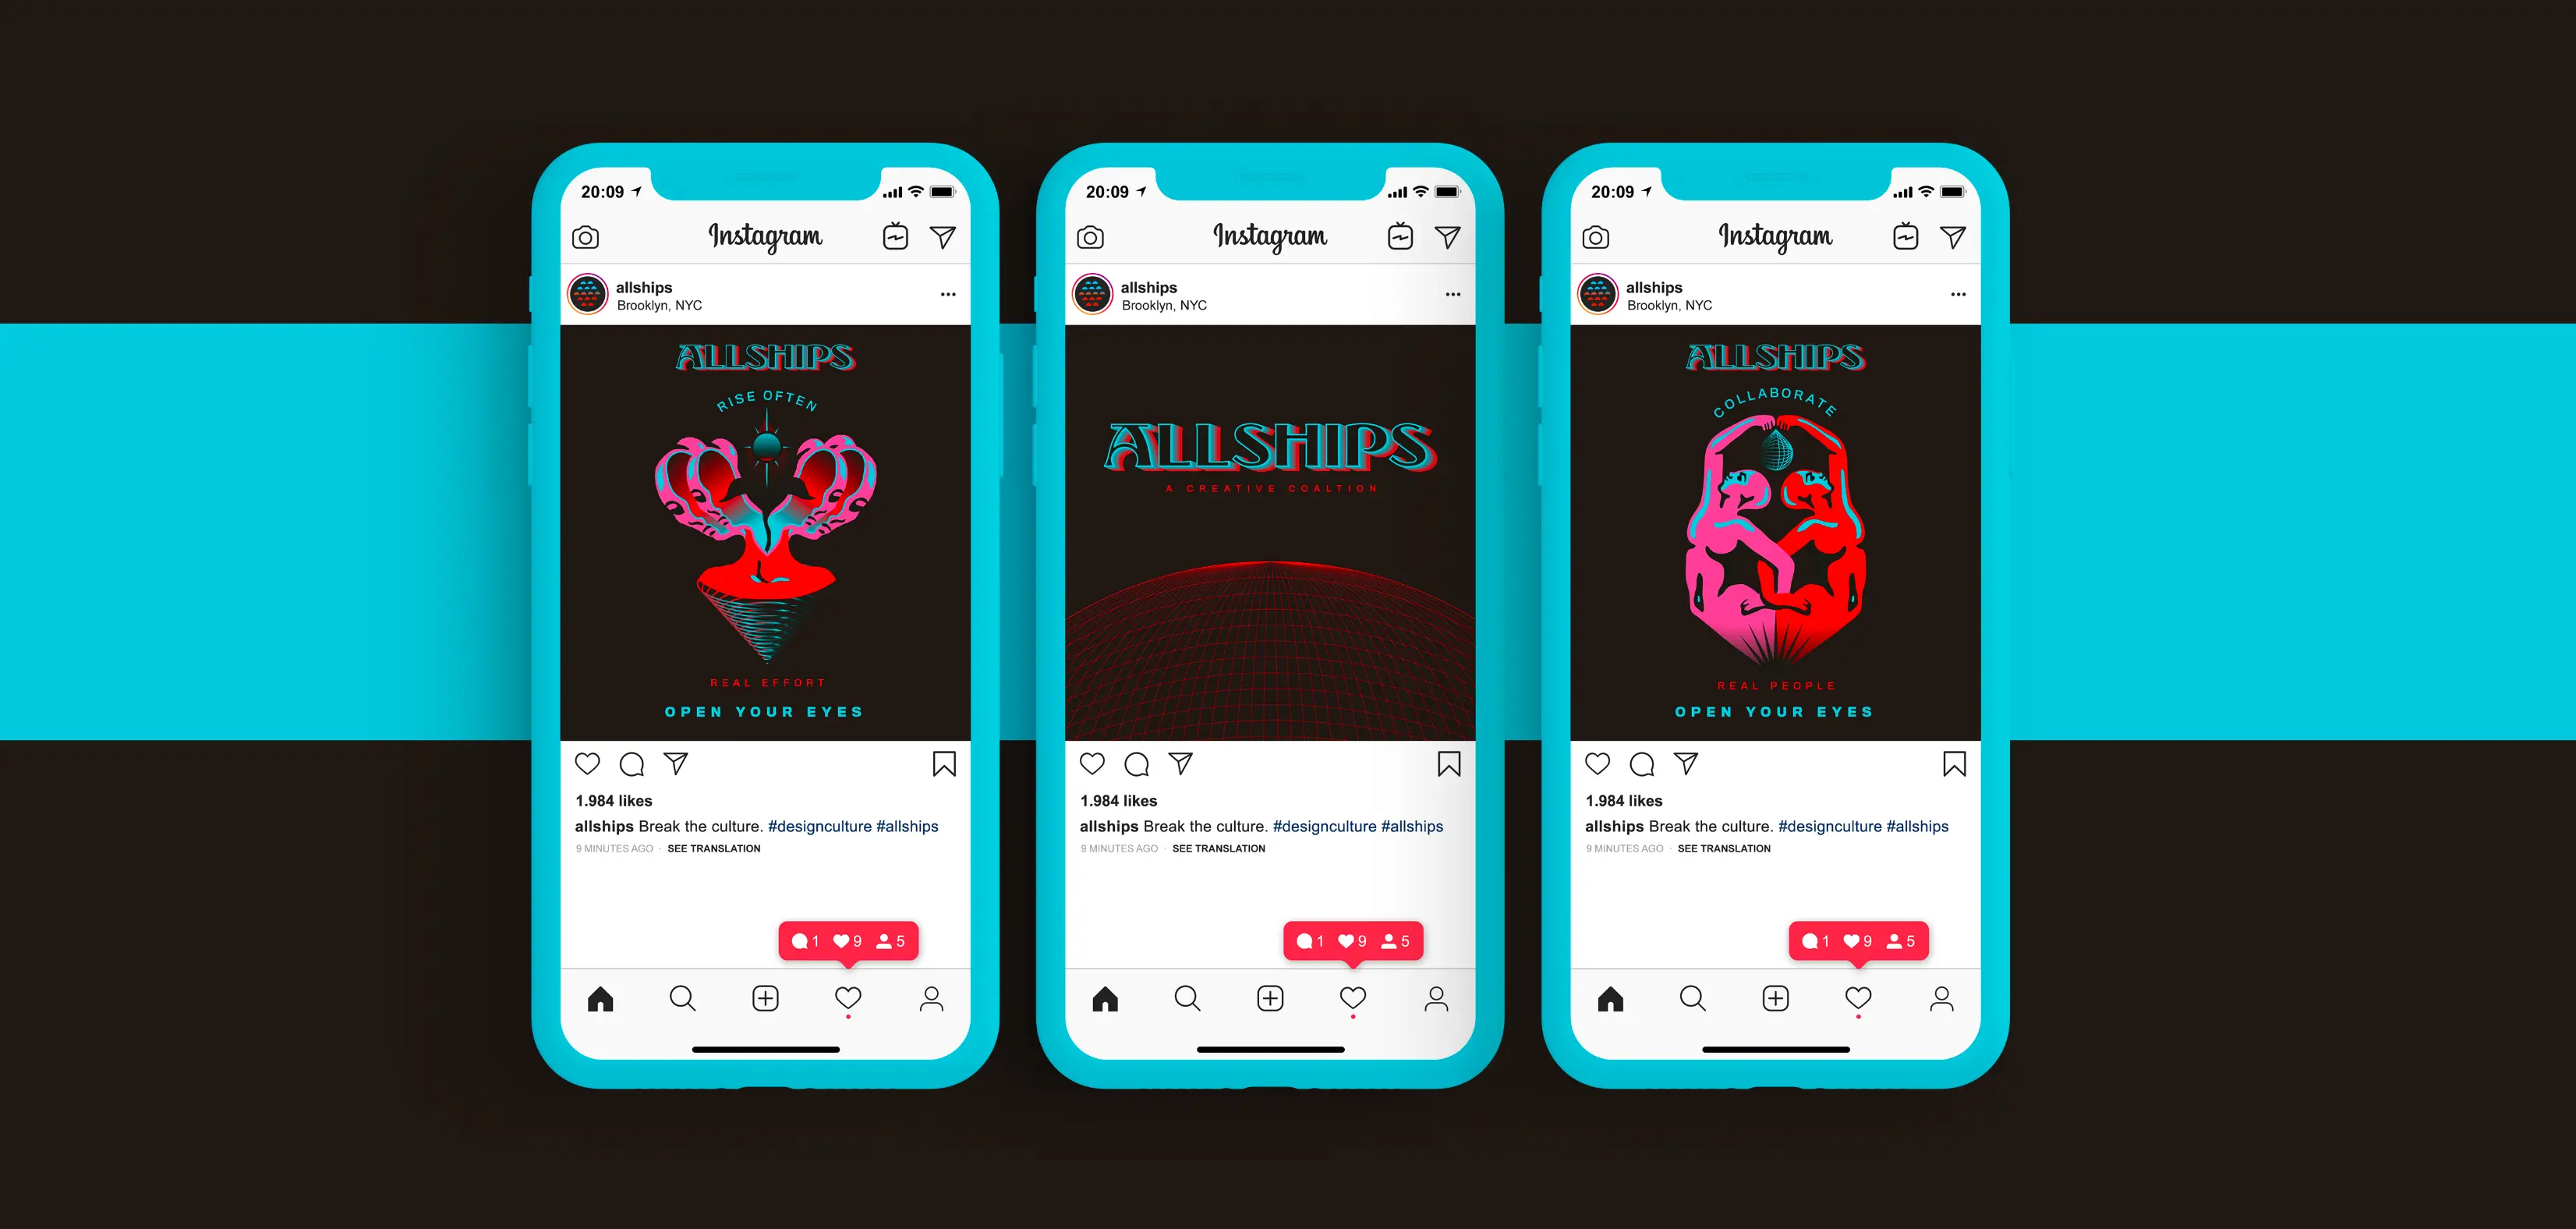 20:09
Instagram
allships
Brooklyn, NYC
ALLSHIPS
RISE OFTEN
REAL EFFORT
OPEN YOUR EYES
1.984 likes
allships Break the culture. #designculture #allships
9 MINUTES AGO · SEE TRANSLATION
1 9 5
20:09
Instagram
allships
Brooklyn, NYC
ALLSHIPS
A CREATIVE COALTION
1.984 likes
allships Break the culture. #designculture #allships
9 MINUTES AGO · SEE TRANSLATION
1 9 5
20:09
Instagram
allships
Brooklyn, NYC
ALLSHIPS
COLLABORATE
REAL PEOPLE
OPEN YOUR EYES
1.984 likes
allships Break the culture. #designculture #allships
9 MINUTES AGO · SEE TRANSLATION
1 9 5